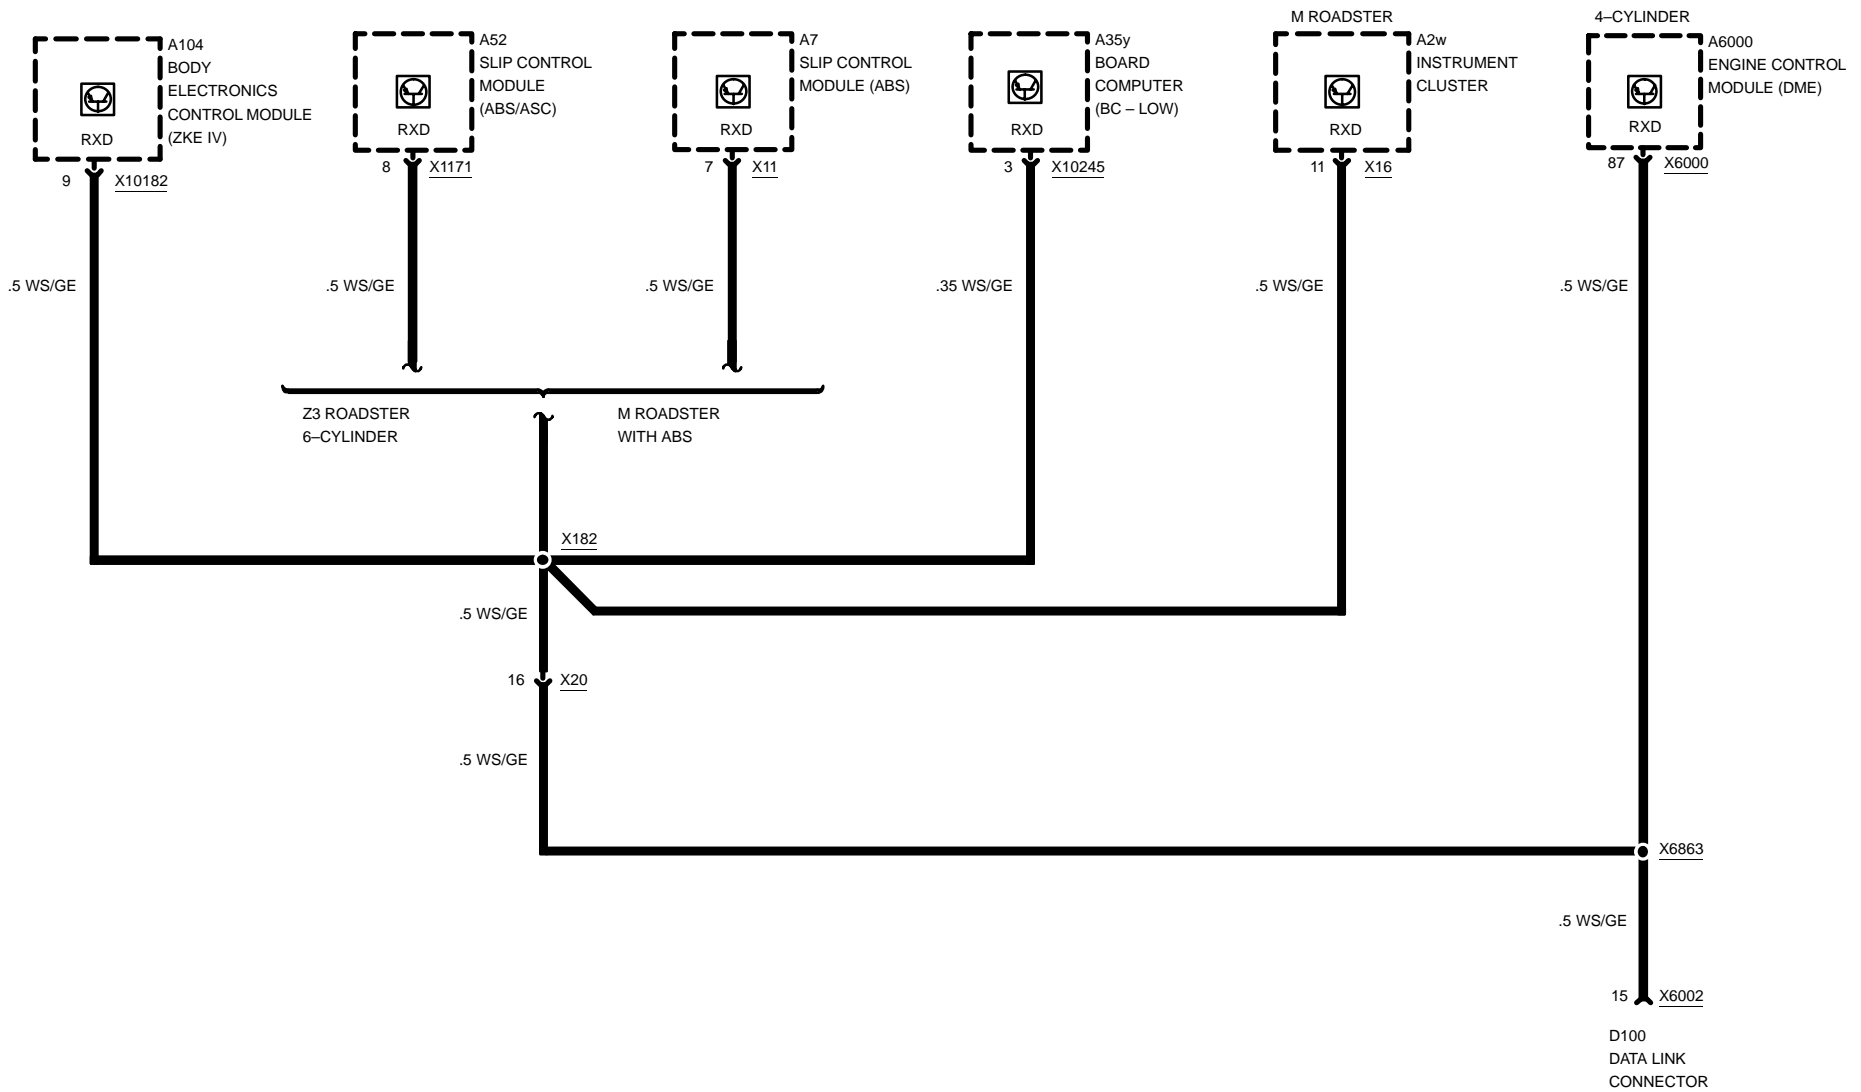 M ROADSTER
4–CYLINDER
A104
BODY
ELECTRONICS
CONTROL MODULE
(ZKE IV)
RXD
9
X10182
A52
SLIP CONTROL
MODULE
(ABS/ASC)
RXD
8
X1171
A7
SLIP CONTROL
MODULE (ABS)
RXD
7
X11
A35y
BOARD
COMPUTER
(BC – LOW)
RXD
3
X10245
A2w
INSTRUMENT
CLUSTER
RXD
11
X16
A6000
ENGINE CONTROL
MODULE (DME)
RXD
87
X6000
.5 WS/GE
.5 WS/GE
.5 WS/GE
.35 WS/GE
.5 WS/GE
.5 WS/GE
Z3 ROADSTER
6–CYLINDER
M ROADSTER
WITH ABS
X182
.5 WS/GE
16
X20
.5 WS/GE
X6863
.5 WS/GE
15
X6002
D100
DATA LINK
CONNECTOR